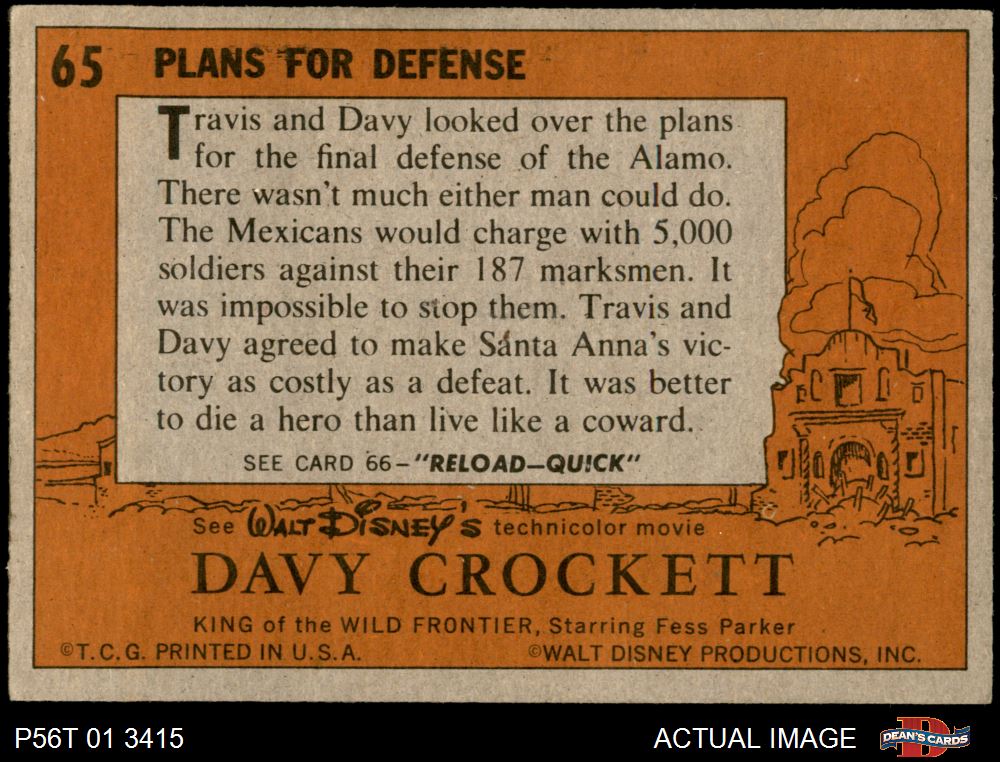 65 PLANS FOR DEFENSE
Travis and Davy looked over the plans
for the final defense of the Alamo.
There wasn't much either man could do.
The Mexicans would charge with 5,000
soldiers against their 187 marksmen. It
was impossible to stop them. Travis and
Davy agreed to make Santa Anna's vic-
tory as costly as a defeat. It was better
to die a hero than live like a coward.
SEE CARD 66—"RELOAD—QUICK"
See WALT DISNEY'S technicolor movie
DAVY CROCKETT
KING of the WILD FRONTIER, Starring Fess Parker
©T.C.G. PRINTED IN U.S.A. ©WALT DISNEY PRODUCTIONS, INC.
P56T 01 3415 ACTUAL IMAGE D DEAN'S CARDS